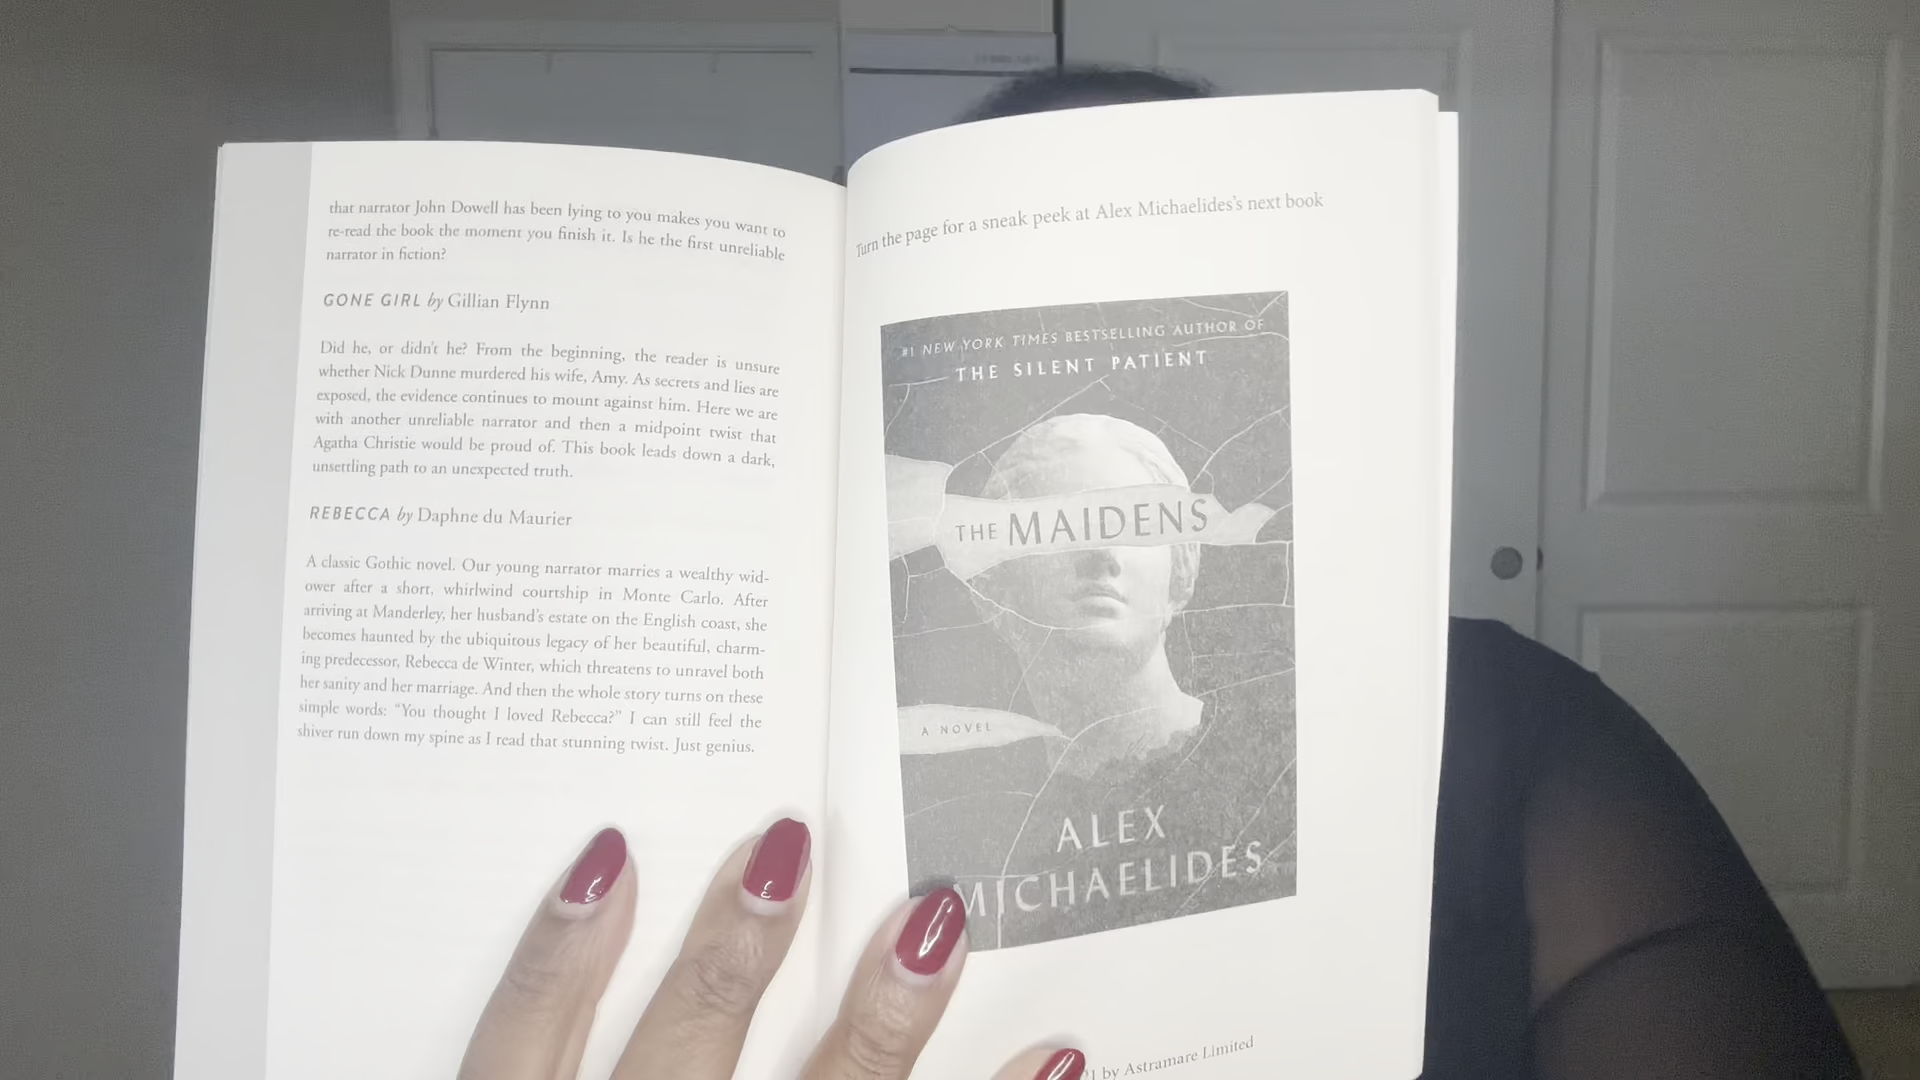 that narrator John Dowell has been lying to you makes you want to
re-read the book the moment you finish it. Is he the first unreliable
narrator in fiction?
GONE GIRL by Gillian Flynn
Did he, or didn't he? From the beginning, the reader is unsure
whether Nick Dunne murdered his wife, Amy. As secrets and lies are
exposed, the evidence continues to mount against him. Here we are
with another unreliable narrator and then a midpoint twist that
Agatha Christie would be proud of. This book leads down a dark,
unsettling path to an unexpected truth.
REBECCA by Daphne du Maurier
A classic Gothic novel. Our young narrator marries a wealthy wid-
ower after a short, whirlwind courtship in Monte Carlo. After
arriving at Manderley, her husband's estate on the English coast, she
becomes haunted by the ubiquitous legacy of her beautiful, charm-
ing predecessor, Rebecca de Winter, which threatens to unravel both
her sanity and her marriage. And then the whole story turns on these
simple words: “You thought I loved Rebecca?” I can still feel the
shiver run down my spine as I read that stunning twist. Just genius.
Turn the page for a sneak peek at Alex Michaelides's next book
#1 NEW YORK TIMES BESTSELLING AUTHOR OF
THE SILENT PATIENT
THE MAIDENS
A NOVEL
ALEX
MICHAELIDES
by Astramare Limited